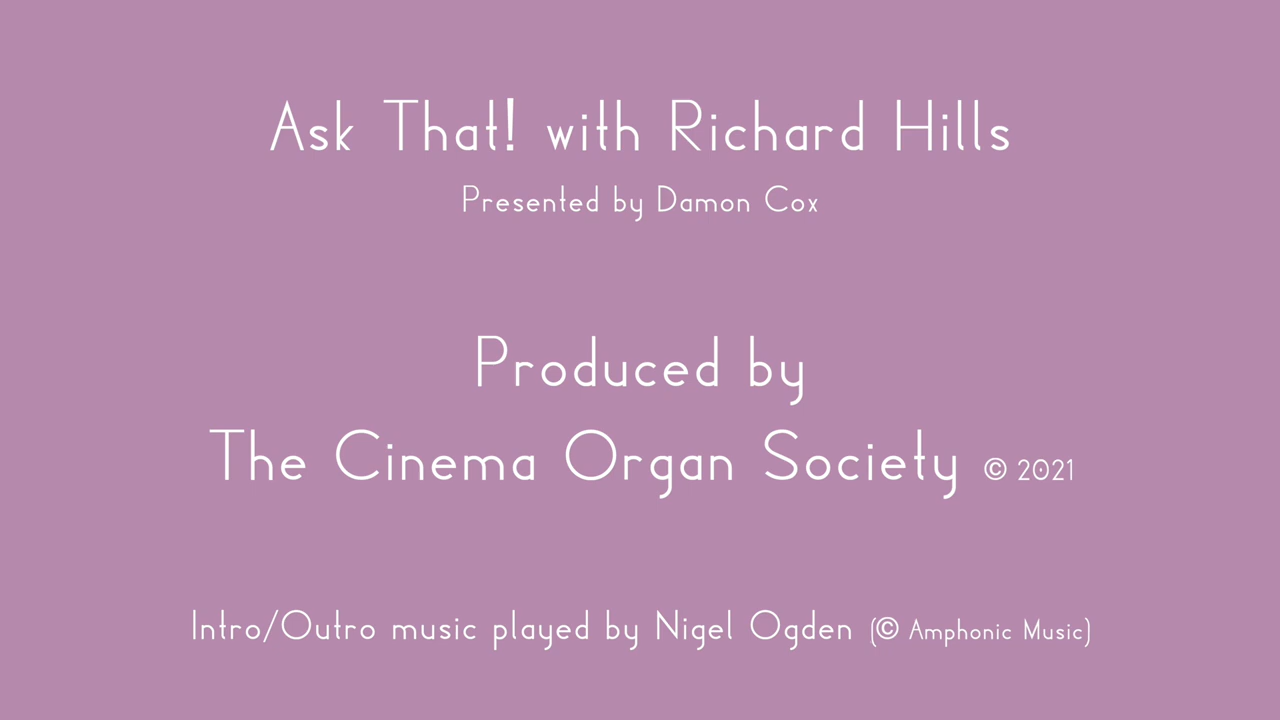 Ask That! with Richard Hills
Presented by Damon Cox
Produced by
The Cinema Organ Society © 2021
Intro/Outro music played by Nigel Ogden (© Amphonic Music)